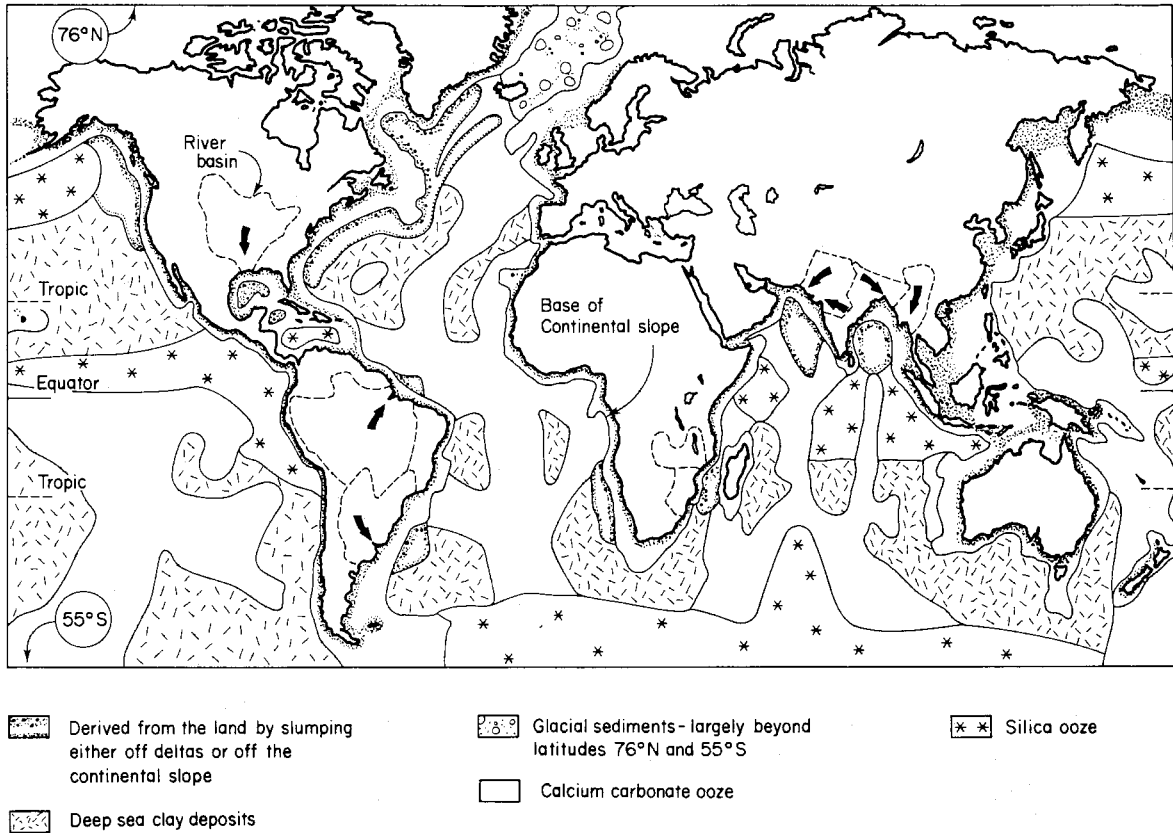 76°N
River
basin
Tropic
Base of
Continental slope
Equator
Tropic
55°S
Derived from the land by slumping
either off deltas or off the
continental slope
Deep sea clay deposits
Glacial sediments - largely beyond
latitudes 76°N and 55°S
Calcium carbonate ooze
Silica ooze